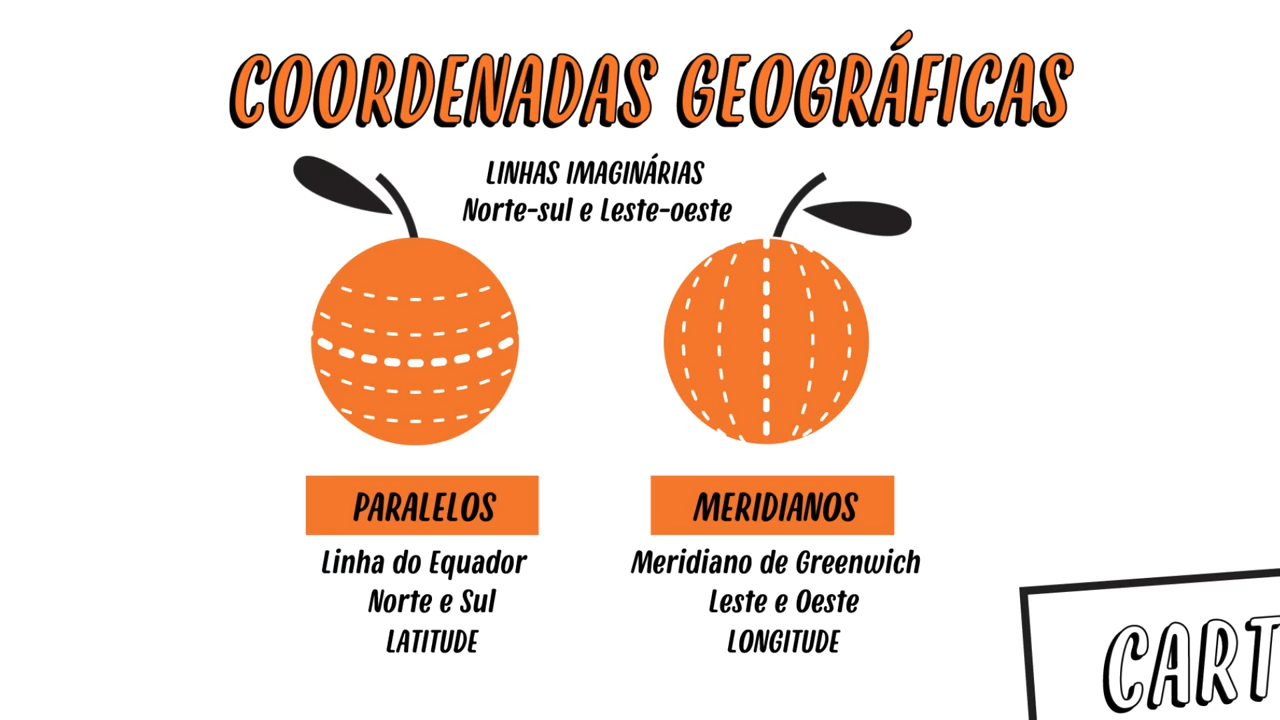 COORDENADAS GEOGRÁFICAS
LINHAS IMAGINÁRIAS
Norte-sul e Leste-oeste
PARALELOS
Linha do Equador
Norte e Sul
LATITUDE
MERIDIANOS
Meridiano de Greenwich
Leste e Oeste
LONGITUDE
CART